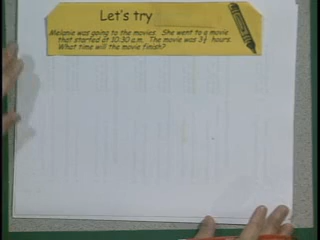 Let's try
Melanie was going to the movies. She went to a movie
that started at 10:30 a.m. The movie was 3½ hours.
What time will the movie finish?